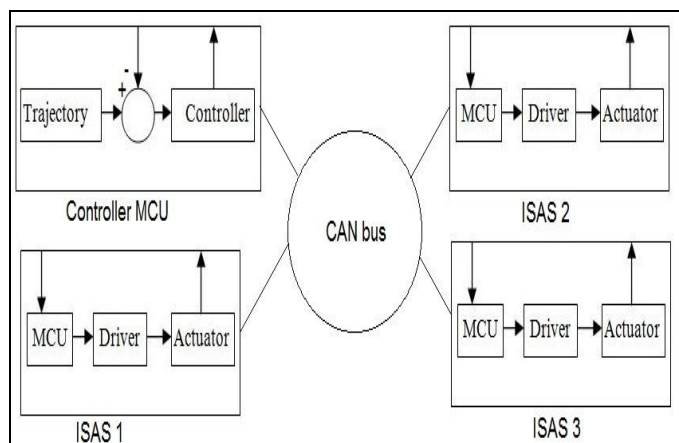 +
-
Trajectory
Controller
Controller MCU
MCU
Driver
Actuator
ISAS 2
CAN bus
MCU
Driver
Actuator
ISAS 1
MCU
Driver
Actuator
ISAS 3